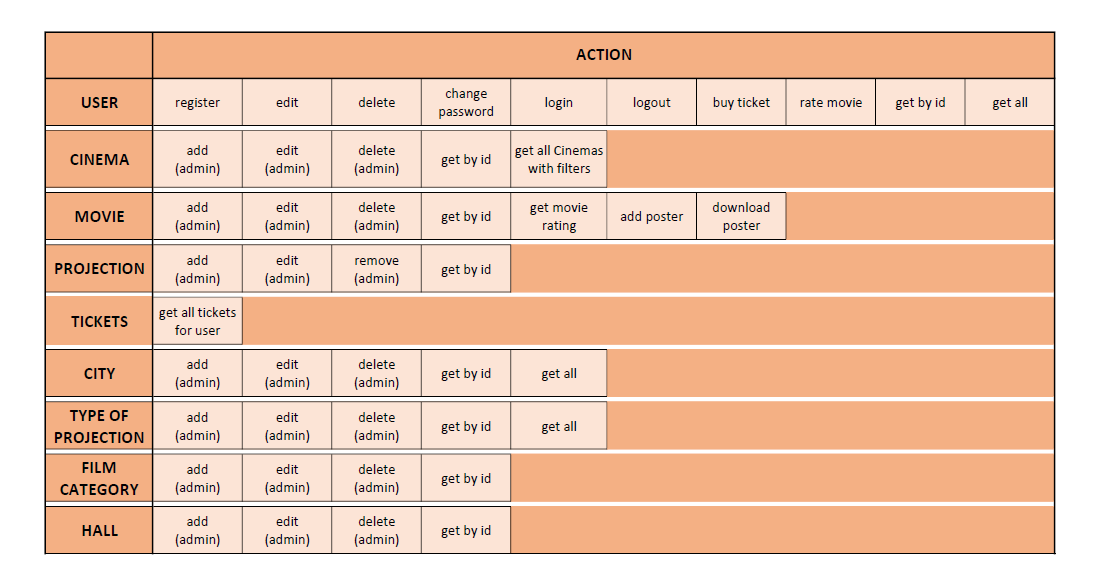 ACTION
USER
register
edit
delete
change
password
login
logout
buy ticket
rate movie
get by id
get all
CINEMA
add
(admin)
edit
(admin)
delete
(admin)
get by id
get all Cinemas
with filters
MOVIE
add
(admin)
edit
(admin)
delete
(admin)
get by id
get movie
rating
add poster
download
poster
PROJECTION
add
(admin)
edit
(admin)
remove
(admin)
get by id
TICKETS
get all tickets
for user
CITY
add
(admin)
edit
(admin)
delete
(admin)
get by id
get all
TYPE OF
PROJECTION
add
(admin)
edit
(admin)
delete
(admin)
get by id
get all
FILM
CATEGORY
add
(admin)
edit
(admin)
delete
(admin)
get by id
HALL
add
(admin)
edit
(admin)
delete
(admin)
get by id